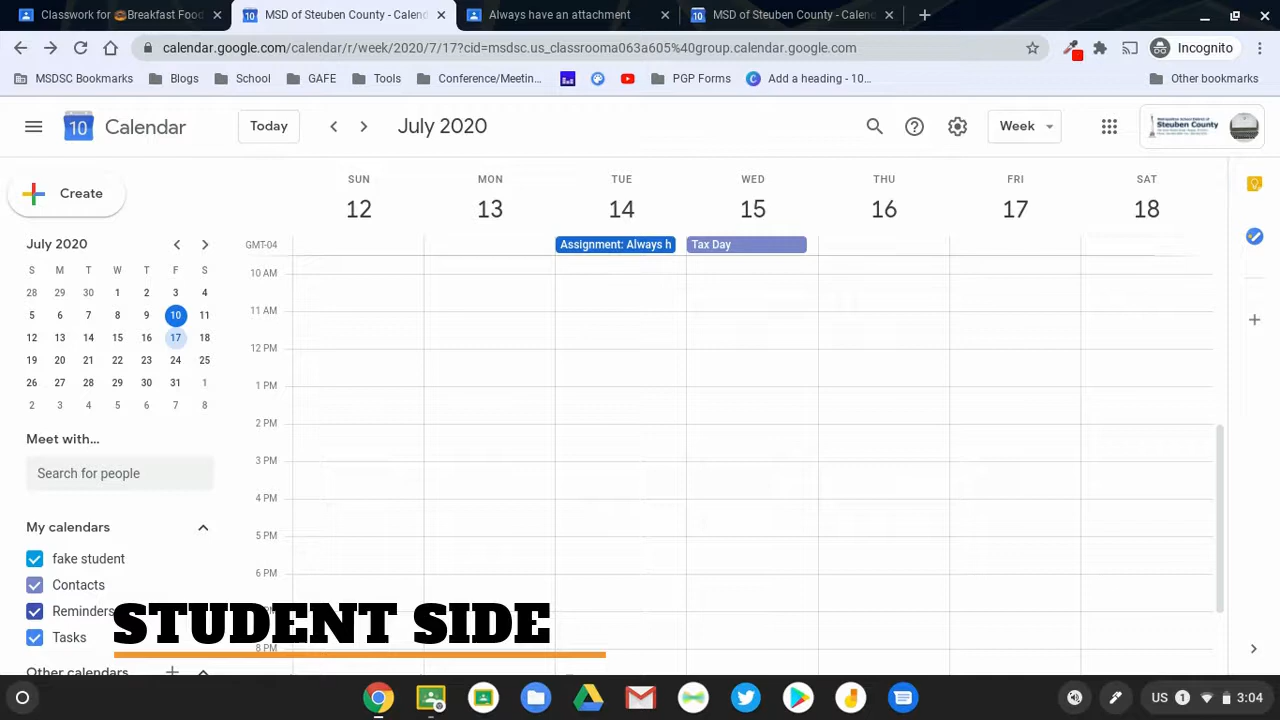 Classwork for 🍔Breakfast Food
MSD of Steuben County - Calend
Always have an attachment
MSD of Steuben County - Calend
calendar.google.com/calendar/r/week/2020/7/17?cid=msdsc.us_classrooma063a605%40group.calendar.google.com
Incognito
MSDSC Bookmarks
Blogs
School
GAFE
Tools
Conference/Meetin...
PGP Forms
Add a heading - 10...
Other bookmarks
10
Calendar
Today
July 2020
Week
Steuben County
Create
SUN
MON
TUE
WED
THU
FRI
SAT
12
13
14
15
16
17
18
July 2020
GMT-04
Assignment: Always h
Tax Day
S M T W T F S
28 29 30 1 2 3 4
5 6 7 8 9 10 11
12 13 14 15 16 17 18
19 20 21 22 23 24 25
26 27 28 29 30 31 1
2 3 4 5 6 7 8
10 AM
11 AM
12 PM
1 PM
2 PM
3 PM
4 PM
5 PM
6 PM
8 PM
Meet with...
Search for people
My calendars
fake student
Contacts
Reminders
Tasks
Other calendars
STUDENT SIDE
US
1
3:04